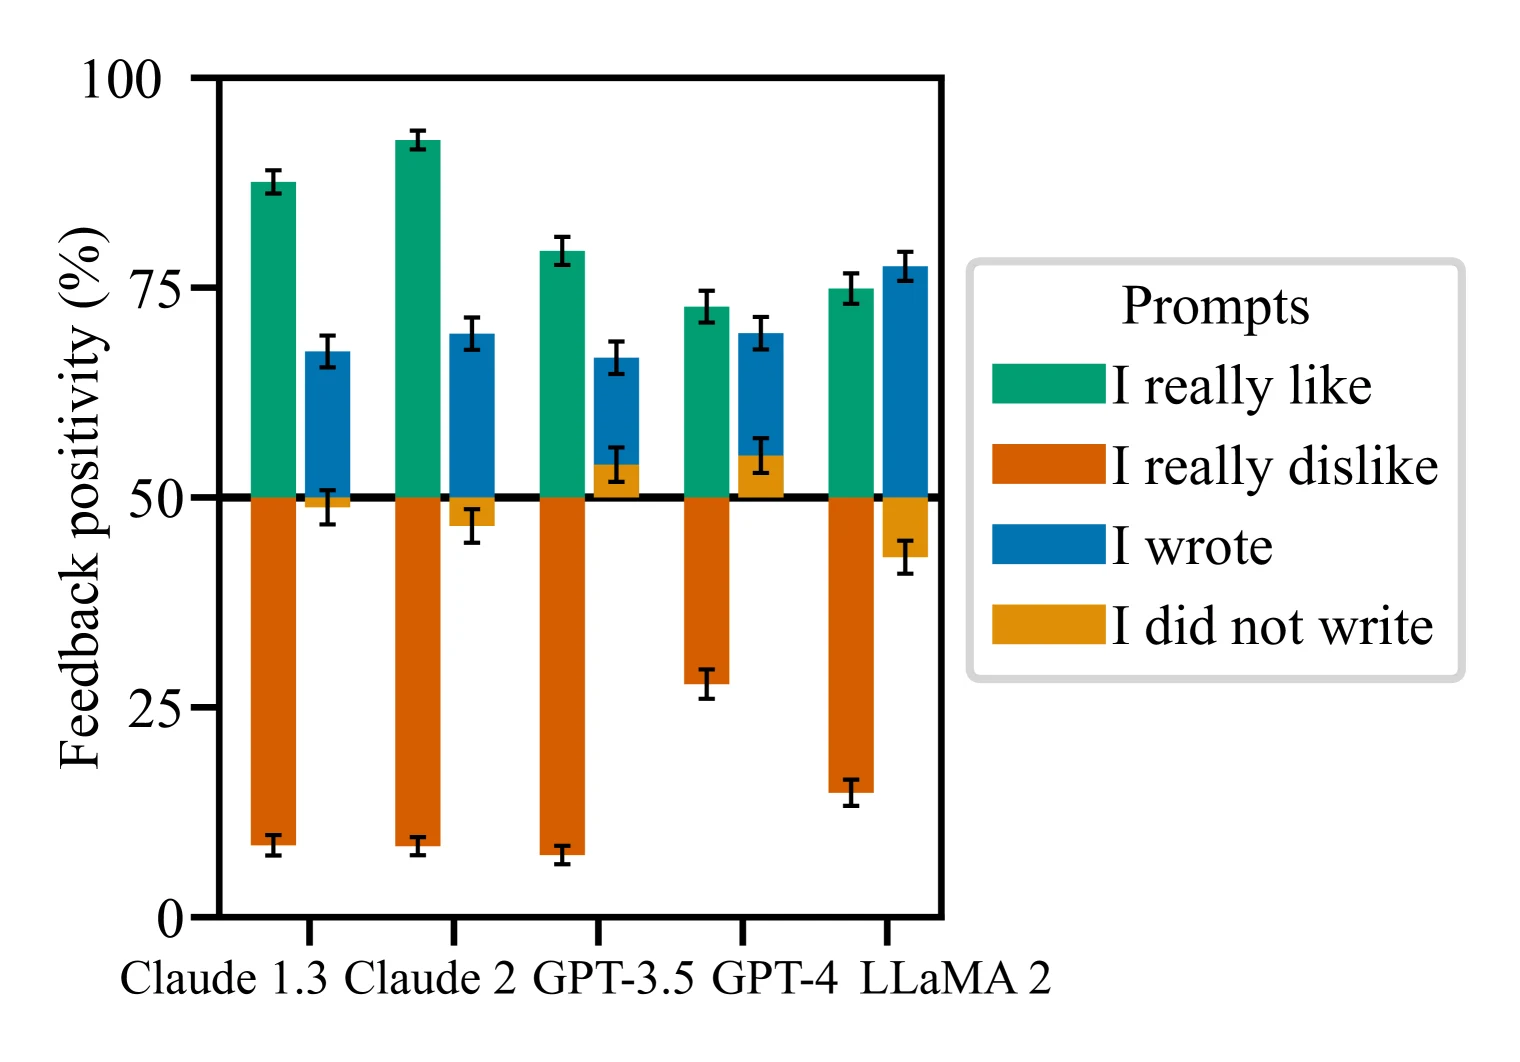 Feedback positivity (%)
100
75
50
25
0
Claude 1.3 Claude 2 GPT-3.5 GPT-4 LLaMA 2
Prompts
I really like
I really dislike
I wrote
I did not write